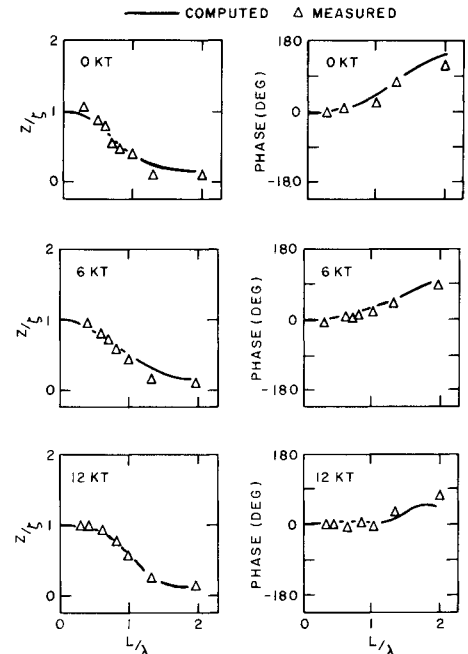 COMPUTED △ MEASURED
2
0 KT
Z/ζ
1
0
180
0 KT
PHASE (DEG)
0
-180
2
6 KT
Z/ζ
1
0
180
6 KT
PHASE (DEG)
0
-180
2
12 KT
Z/ζ
1
0
0 1 2
L/λ
180
12 KT
PHASE (DEG)
0
-180
0 1 2
L/λ